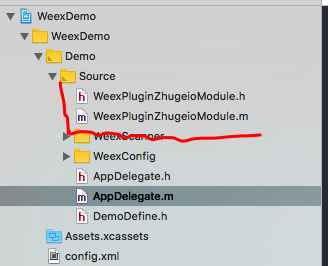 WeexDemo
WeexDemo
Demo
Source
h WeexPluginZhugeioModule.h
m WeexPluginZhugeioModule.m
WeexScanner
WeexConfig
h AppDelegate.h
m AppDelegate.m
h DemoDefine.h
Assets.xcassets
config.xml